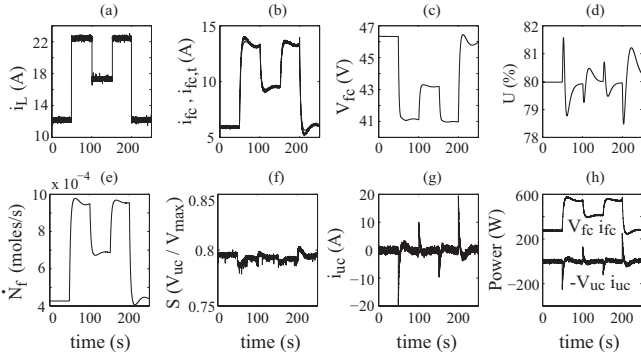 (a)
i_L (A)
22
18
14
10
0 100 200
(b)
i_fc , i_fc,t (A)
15
10
5
0 100 200
(c)
V_fc (V)
47
45
43
41
0 100 200
(d)
U (%)
82
81
80
79
78
0 100 200
(e)
× 10⁻⁴
Ṅ_f (moles/s)
10
8
6
4
0 100 200
time (s)
(f)
S (V_uc / V_max)
0.85
0.8
0.75
0 100 200
time (s)
(g)
i_uc (A)
20
10
0
−10
−20
0 100 200
time (s)
(h)
Power (W)
600
200
−200
V_fc i_fc
-V_uc i_uc
0 100 200
time (s)